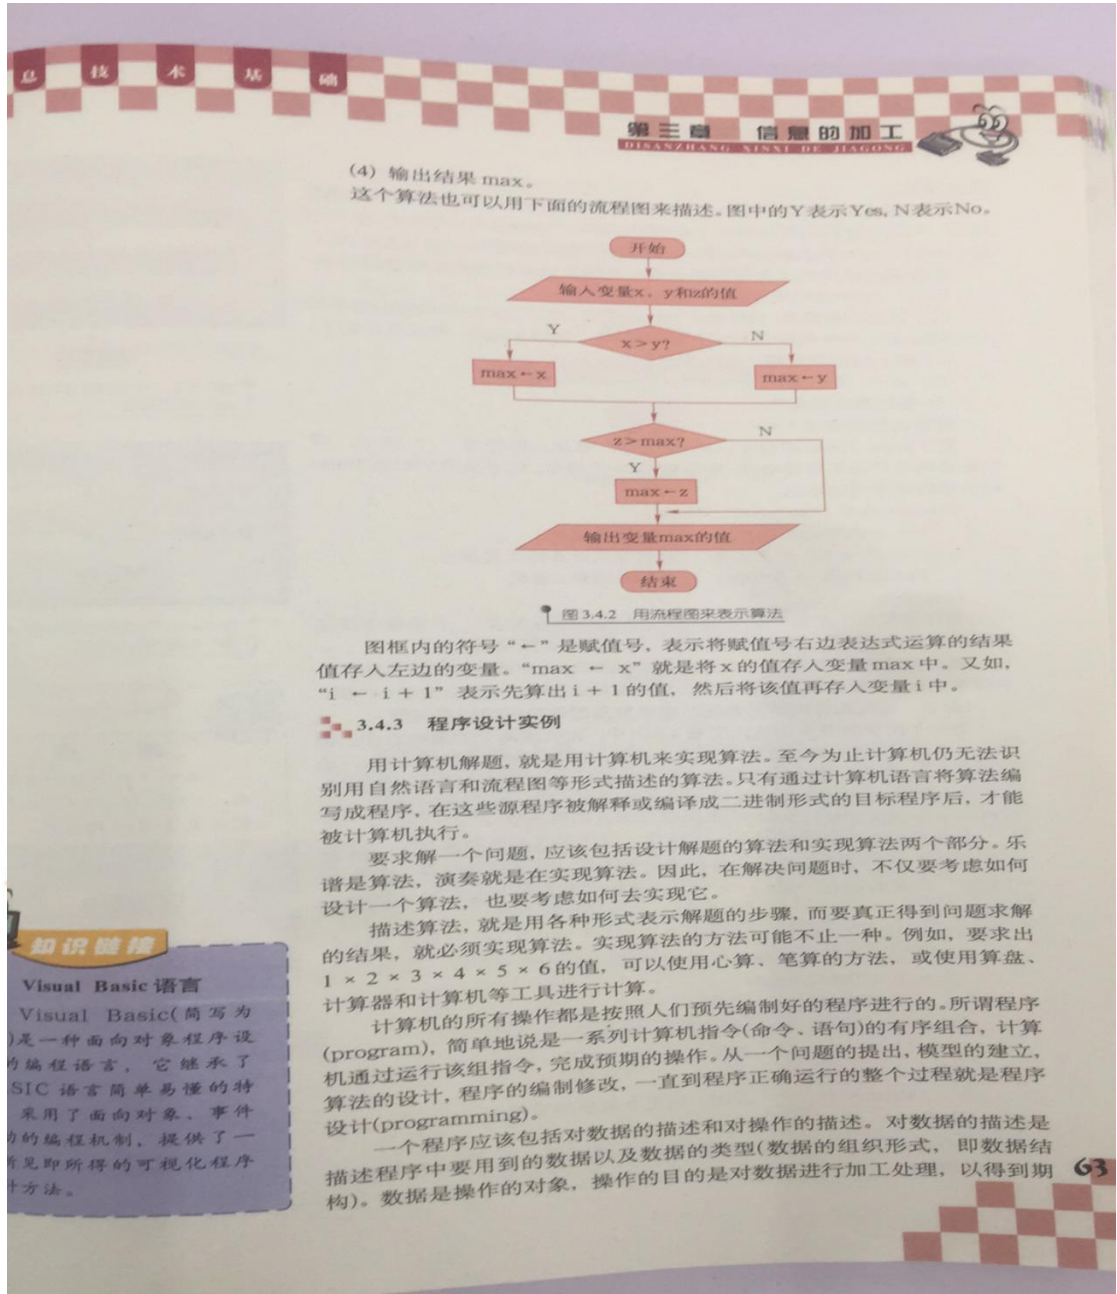 息 技 术 基 础
第三章 信息的加工
DISANZHANG XINXI DE JIAGONG
(4) 输出结果 max。
这个算法也可以用下面的流程图来描述。图中的Y表示Yes, N表示No。
开始
输入变量x、y和z的值
Y
N
x>y?
max←x
max←y
z>max?
N
Y
max←z
输出变量max的值
结束
图 3.4.2 用流程图来表示算法
图框内的符号“←”是赋值号，表示将赋值号右边表达式运算的结果
值存入左边的变量。“max ← x”就是将x的值存入变量max中。又如，
“i ← i + 1”表示先算出i + 1的值，然后将该值再存入变量i中。
3.4.3 程序设计实例
用计算机解题，就是用计算机来实现算法。至今为止计算机仍无法识
别用自然语言和流程图等形式描述的算法。只有通过计算机语言将算法编
写成程序，在这些源程序被解释或编译成二进制形式的目标程序后，才能
被计算机执行。
要求解一个问题，应该包括设计解题的算法和实现算法两个部分。乐
谱是算法，演奏就是在实现算法。因此，在解决问题时，不仅要考虑如何
设计一个算法，也要考虑如何去实现它。
描述算法，就是用各种形式表示解题的步骤，而要真正得到问题求解
的结果，就必须实现算法。实现算法的方法可能不止一种。例如，要求出
1 × 2 × 3 × 4 × 5 × 6的值，可以使用心算、笔算的方法，或使用算盘、
计算器和计算机等工具进行计算。
计算机的所有操作都是按照人们预先编制好的程序进行的。所谓程序
(program)，简单地说是一系列计算机指令(命令、语句)的有序组合，计算
机通过运行该组指令，完成预期的操作。从一个问题的提出，模型的建立，
算法的设计，程序的编制修改，一直到程序正确运行的整个过程就是程序
设计(programming)。
一个程序应该包括对数据的描述和对操作的描述。对数据的描述是
描述程序中要用到的数据以及数据的类型(数据的组织形式，即数据结
构)。数据是操作的对象，操作的目的是对数据进行加工处理，以得到期
63
知识链接
Visual Basic 语言
Visual Basic(简写为
)是一种面向对象程序设
的编程语言，它继承了
SIC 语言简单易懂的特
采用了面向对象、事件
的编程机制，提供了一
所见即所得的可视化程序
方法。